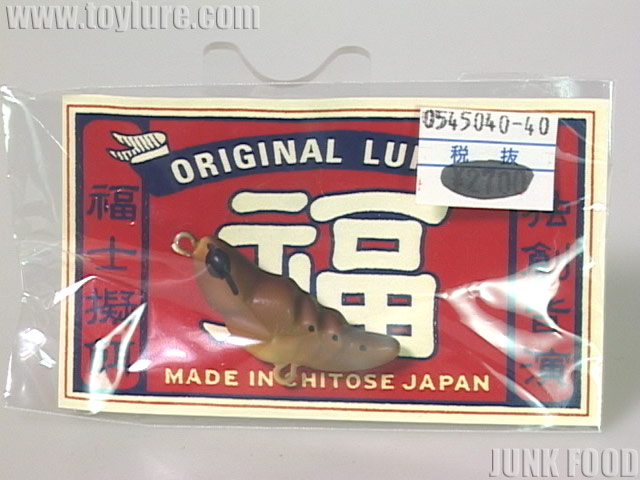 www.toylure.com
0545040-40
税抜
¥2700
ORIGINAL LU
福
福士擬
MADE IN CHITOSE JAPAN
JUNK FOOD